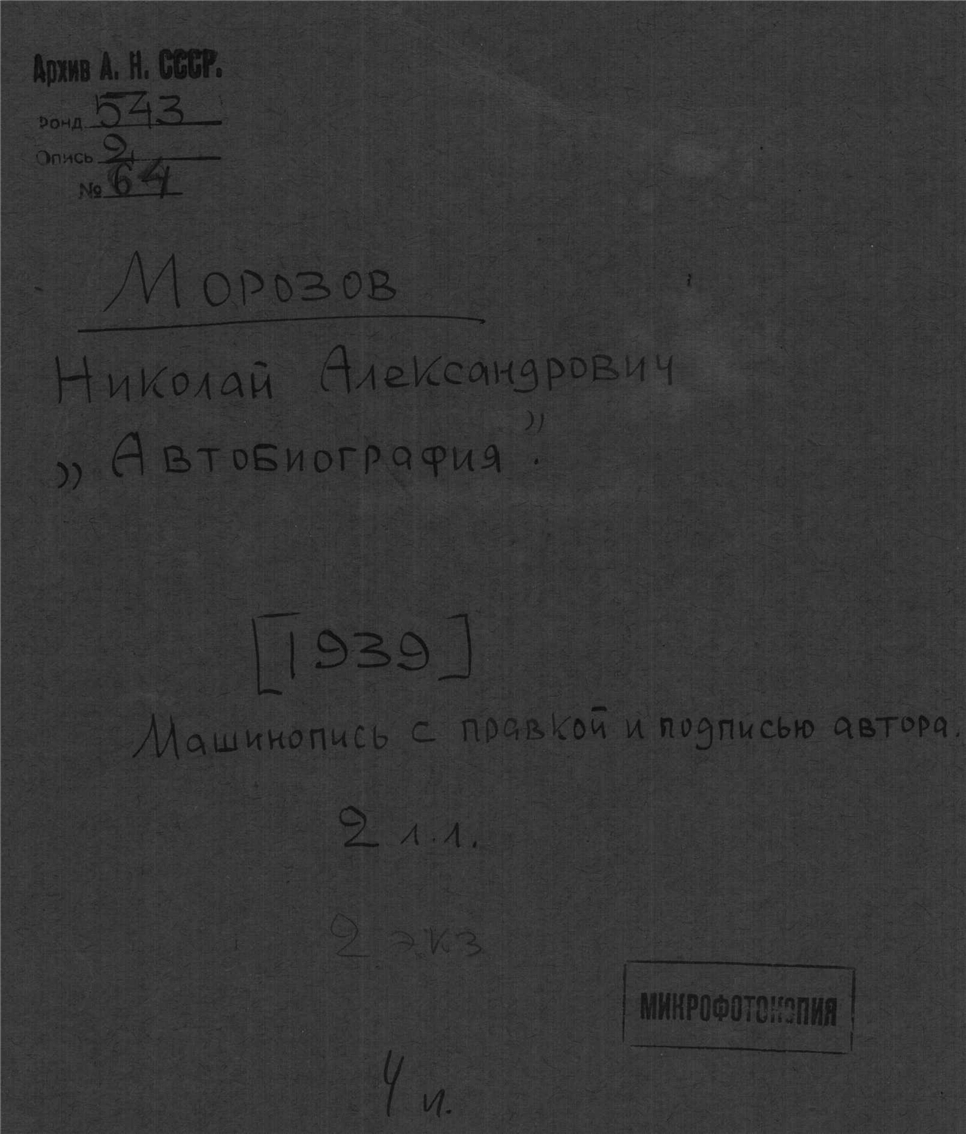 Архив А. Н. СССР.
Фонд 543
Опись 2
№ 64
Морозов
Николай Александрович
„Автобиография".
[1939]
Машинопись с правкой и подписью автора.
2 л.л.
2 экз
МИКРОФОТОКОПИЯ
4 и.